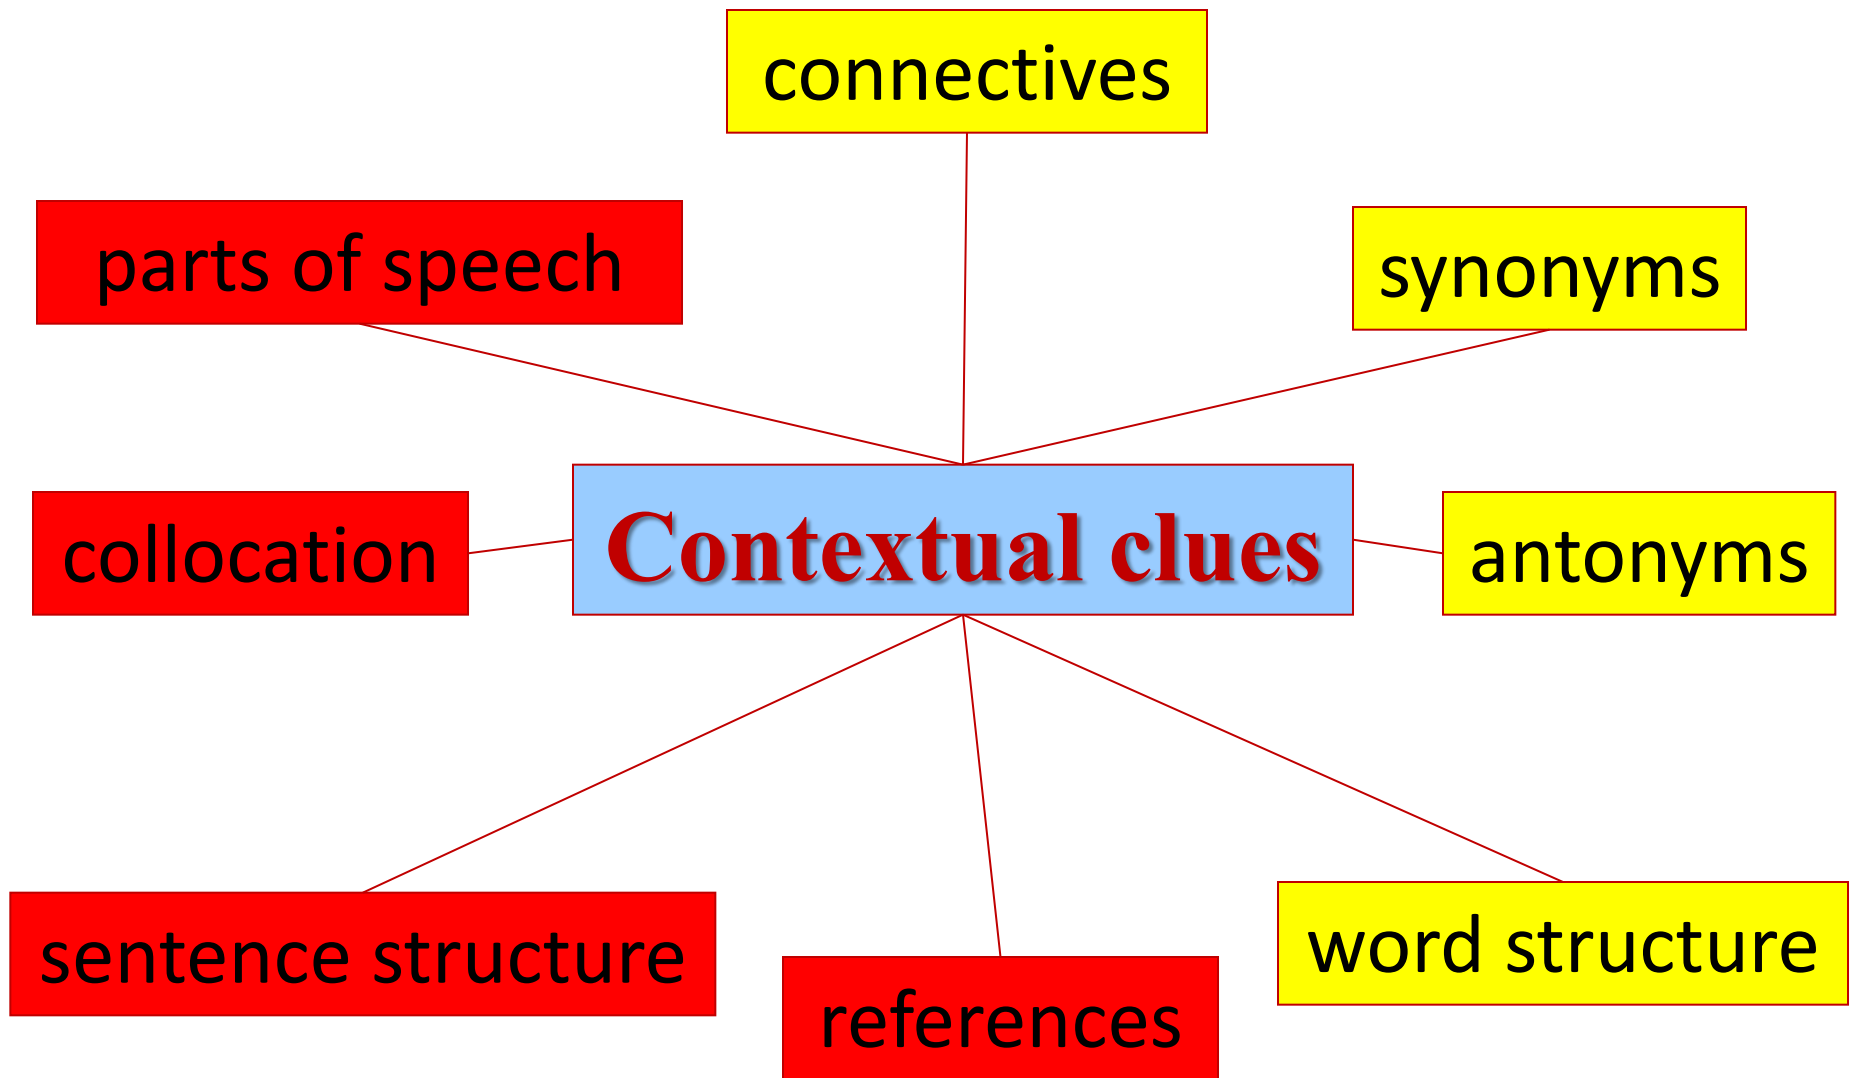 connectives
parts of speech
synonyms
collocation
Contextual clues
antonyms
sentence structure
word structure
references